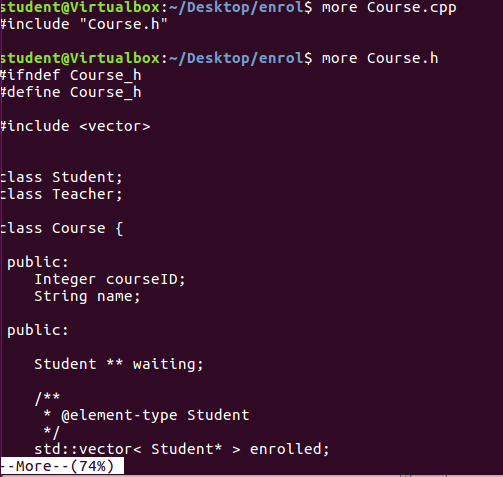 student@Virtualbox:~/Desktop/enrol$ more Course.cpp
#include "Course.h"
student@Virtualbox:~/Desktop/enrol$ more Course.h
#ifndef Course_h
#define Course_h
#include <vector>
class Student;
class Teacher;
class Course {
public:
Integer courseID;
String name;
public:
Student ** waiting;
/**
* @element-type Student
*/
std::vector< Student* > enrolled;
--More--(74%)